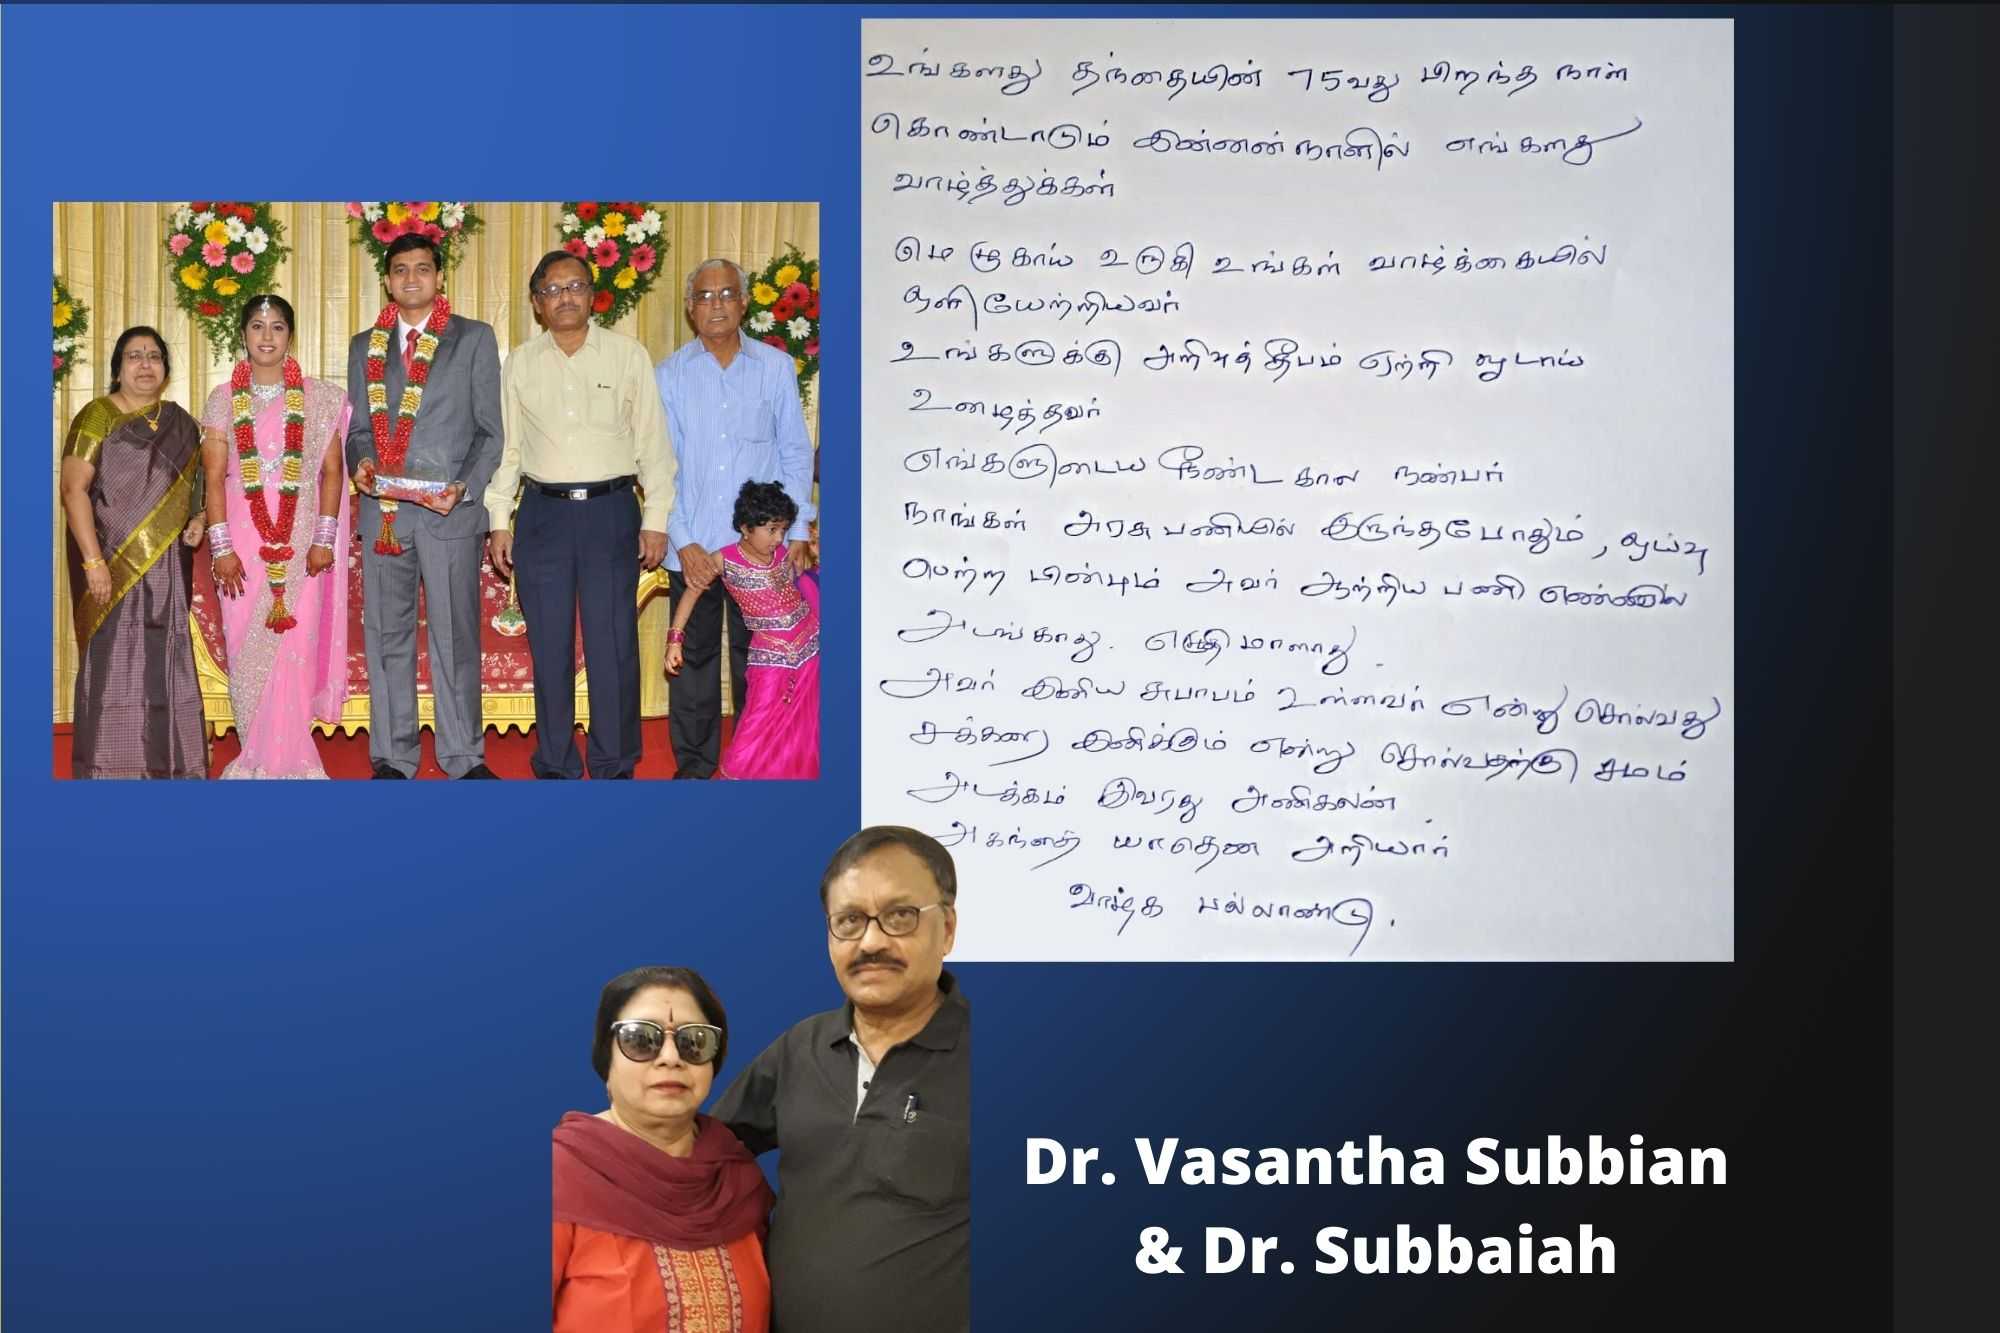 உங்களது தந்தையின் 75வது பிறந்த நாள்
கொண்டாடும் இன்னன்நாளில் எங்களது
வாழ்த்துக்கள்
மெழுகாய் உருகி உங்கள் வாழ்க்கையில்
ஒளியேற்றியவர்
உங்களுக்கு அறிவுத் தீபம் ஏற்றி ஓடாய்
உழைத்தவர்
எங்களுடைய நீண்ட கால நண்பர்
நாங்கள் அரசு பணியில் இருந்தபோதும், ஓய்வு
பெற்ற பின்பும் அவர் ஆற்றிய பணி எண்ணில்
அடங்காது. எழுதிமாளாது.
அவர் இனிய சுபாபம் உள்ளவர் என்று சொல்வது
சக்கரை இனிக்கும் என்று சொல்வதற்கு சமம்
அடக்கம் இவரது அணிகலன்
அகந்தை யாதென அறியார்
வாழ்க பல்லாண்டு.
Dr. Vasantha Subbian
& Dr. Subbaiah